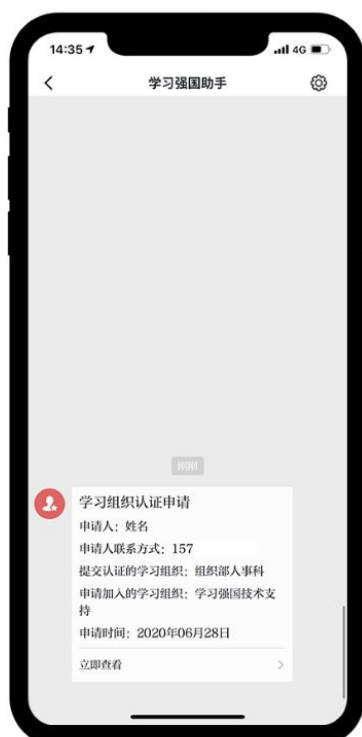 14:35
4G
学习强国助手
刚刚
学习组织认证申请
申请人：姓名
申请人联系方式：157
提交认证的学习组织：组织部人事科
申请加入的学习组织：学习强国技术支
持
申请时间：2020年06月28日
立即查看